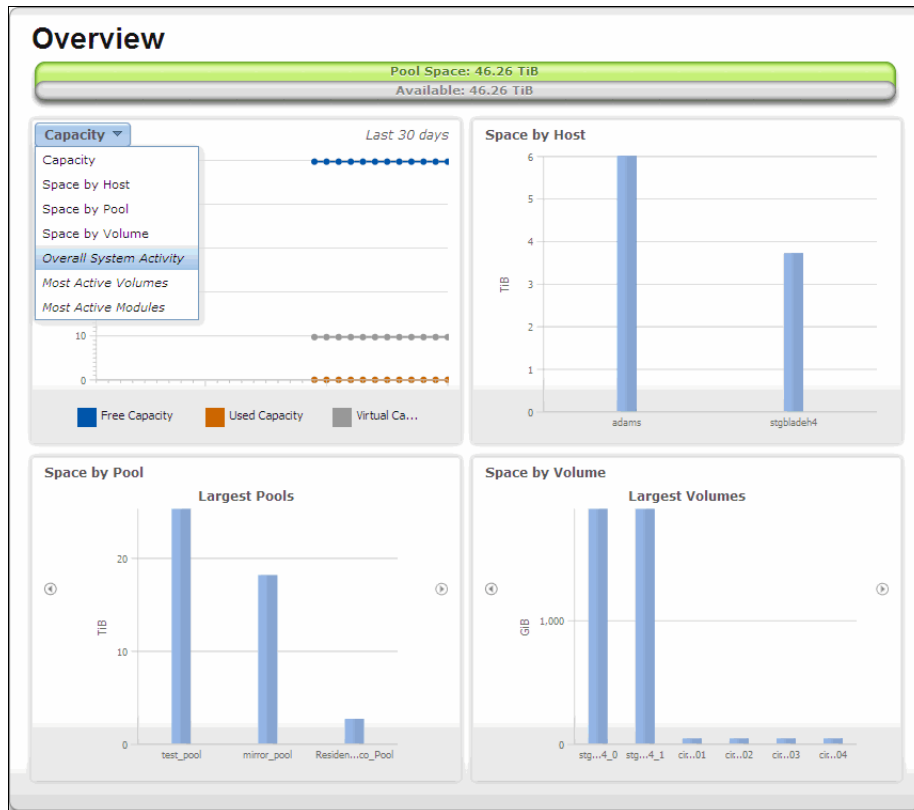 Overview
Pool Space: 46.26 TiB
Available: 46.26 TiB
Capacity
Last 30 days
Capacity
Space by Host
Space by Pool
Space by Volume
Overall System Activity
Most Active Volumes
Most Active Modules
10
0
Free Capacity Used Capacity Virtual Ca...
Space by Host
6
5
4
3
2
1
0
TiB
adams stgbladeh4
Space by Pool
Largest Pools
20
10
0
TiB
test_pool mirror_pool Residen...co_Pool
Space by Volume
Largest Volumes
1,000
0
GiB
stg...4_0 stg...4_1 cir...01 cir...02 cir...03 cir...04